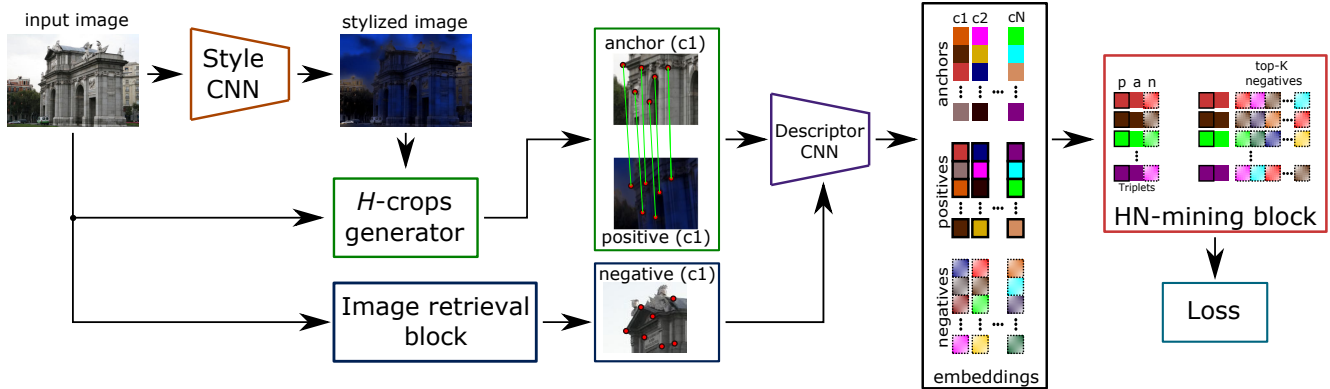 input image
Style
CNN
stylized image
H-crops
generator
Image retrieval
block
anchor (c1)
positive (c1)
negative (c1)
Descriptor
CNN
c1 c2 cN
anchors
positives
negatives
embeddings
p a n
top-K
negatives
Triplets
HN-mining block
Loss